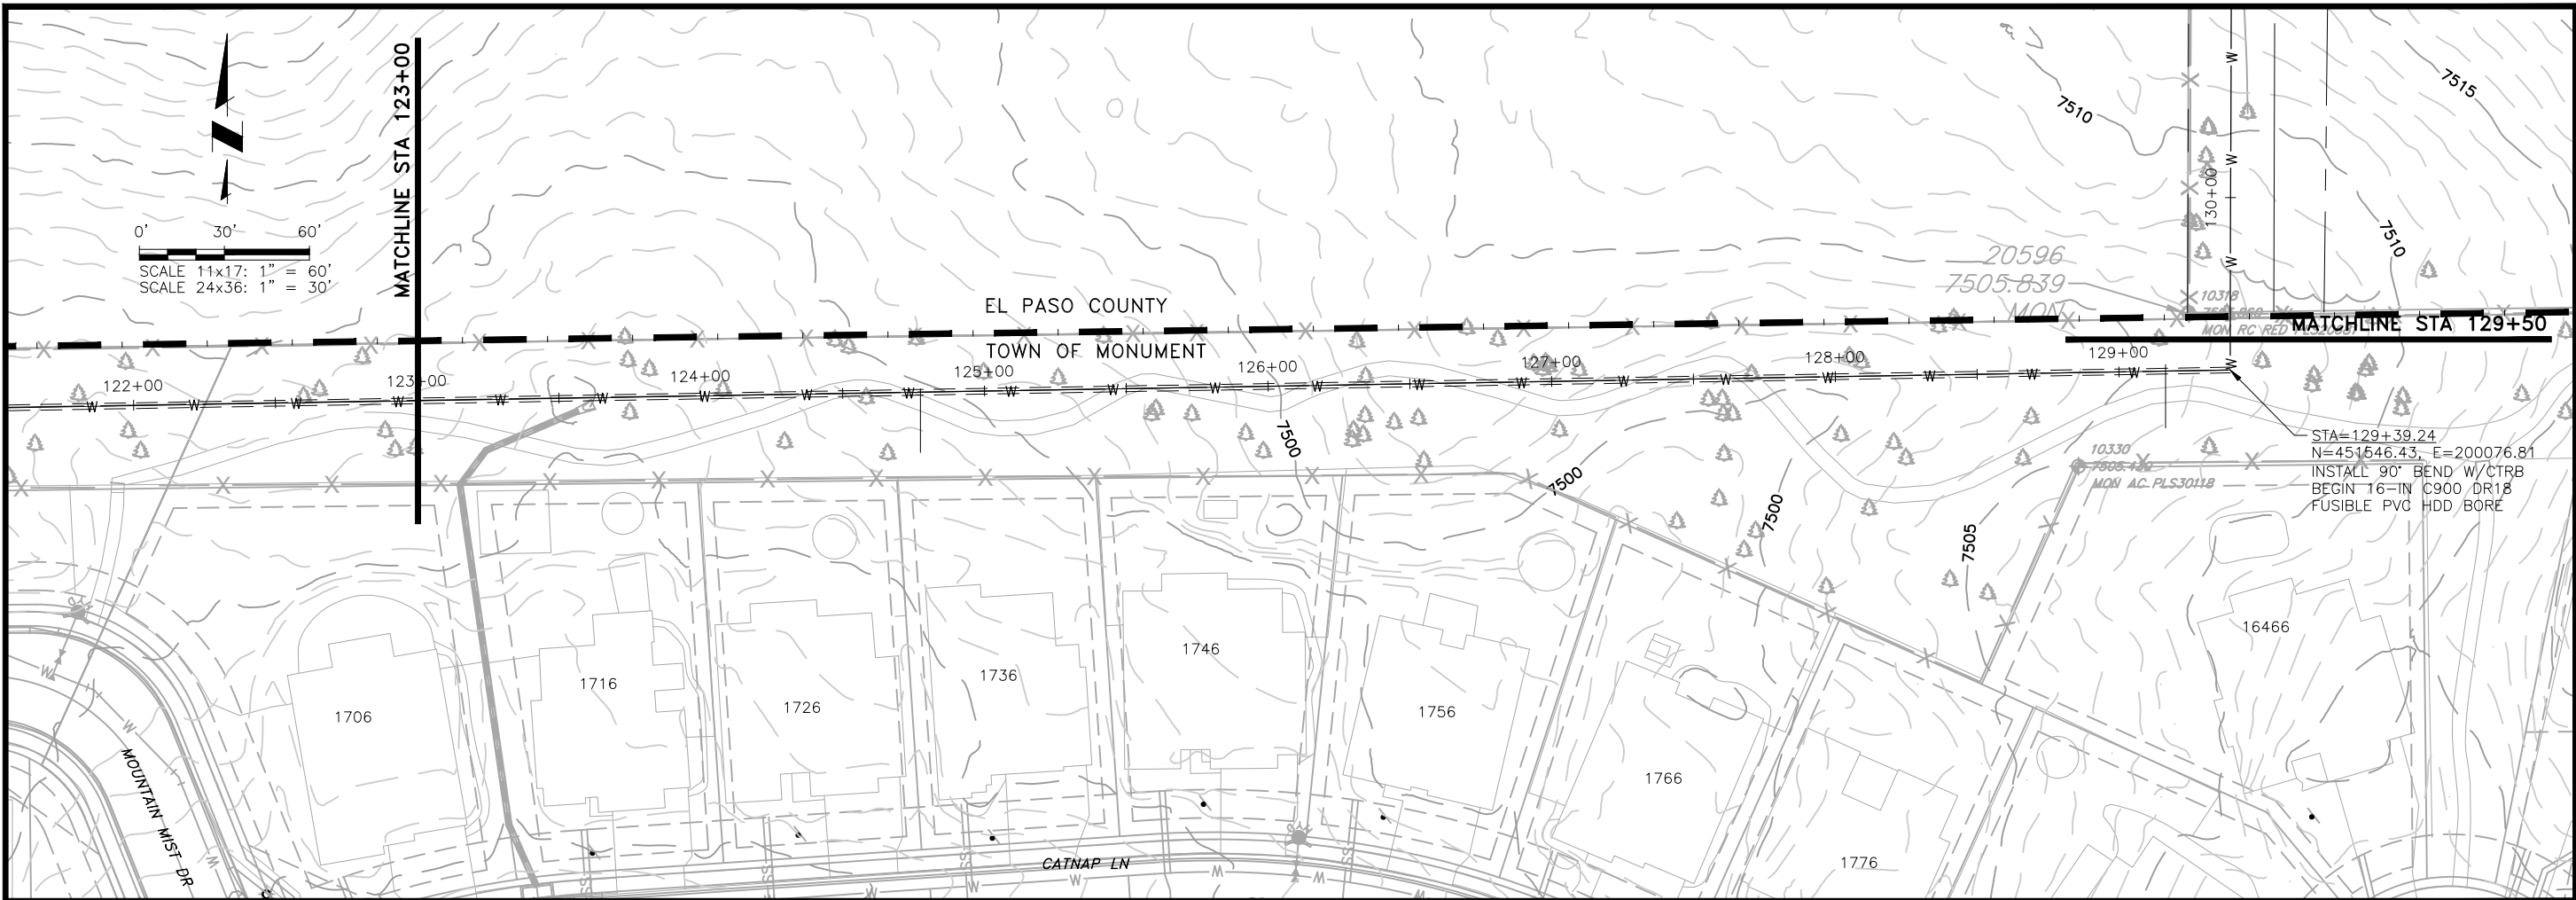 MATCHLINE STA 123+00
0' 30' 60'
SCALE 11x17: 1" = 60'
SCALE 24x36: 1" = 30'
EL PASO COUNTY
TOWN OF MONUMENT
7510
7515
7510
130+00
20596
7505.839
MON
10318
MON RC RED
MATCHLINE STA 129+50
122+00
123+00
124+00
125+00
126+00
127+00
128+00
129+00
W W W W W W W W W W W W W W W W W W W W W
W
W
W
W
7500
7500
7500
7505
10330
MON AC.PLS30118
STA=129+39.24
N=451546.43, E=200076.81
INSTALL 90° BEND W/CTRB
BEGIN 16-IN C900 DR18
FUSIBLE PVC HDD BORE
1706
1716
1726
1736
1746
1756
1766
1776
16466
MOUNTAIN MIST DR
CATNAP LN